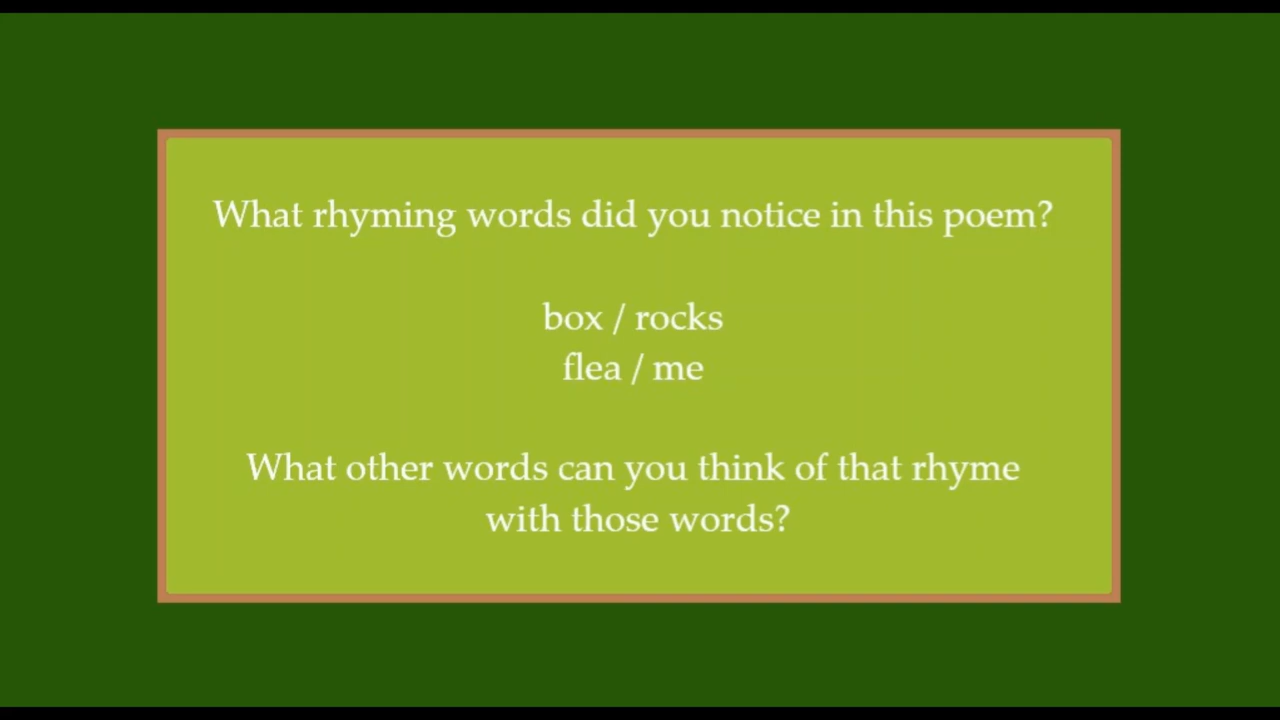 What rhyming words did you notice in this poem?
box / rocks
flea / me
What other words can you think of that rhyme
with those words?